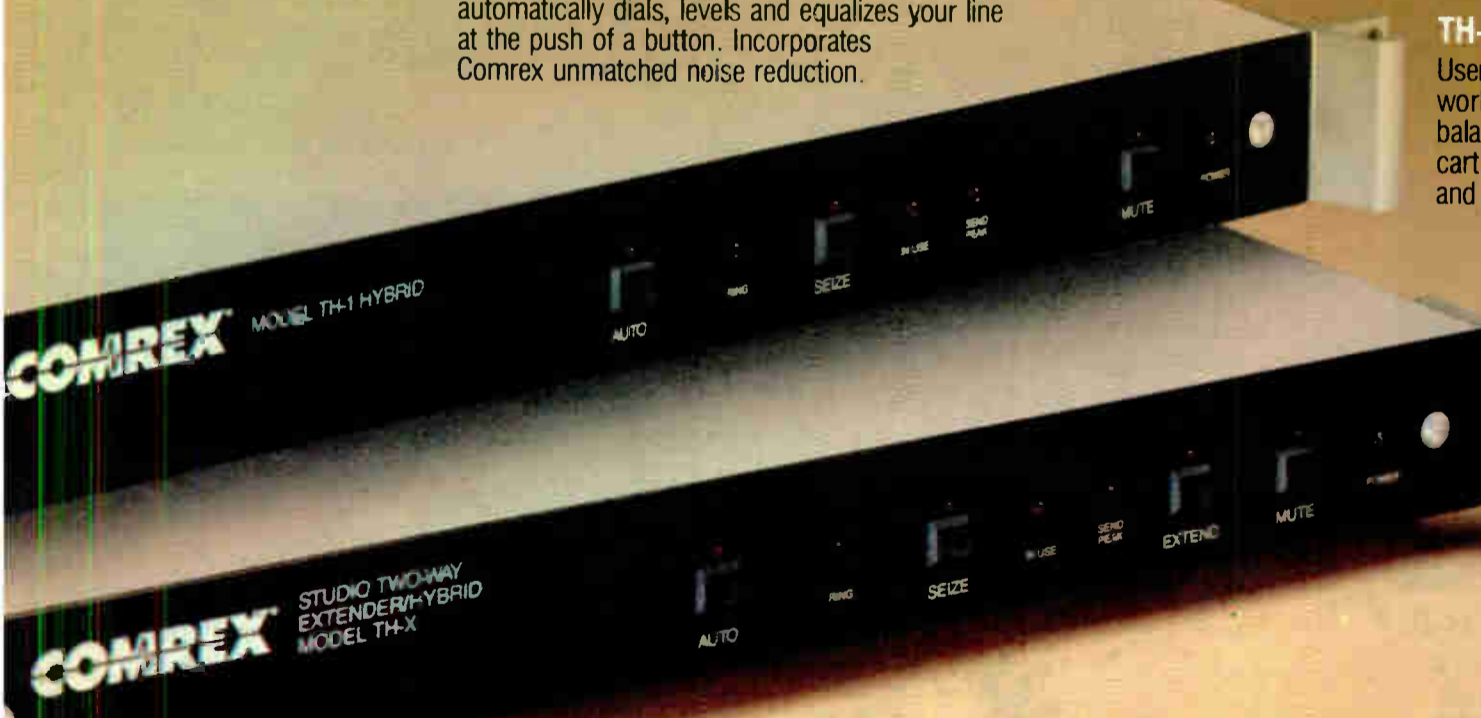 automatically dials, levels and equalizes your line
at the push of a button. Incorporates
Comrex unmatched noise reduction.
TH-
User
wor
bala
cart
and
COMREX
MODEL TH-1 HYBRID
AUTO
RING
SEIZE
IN USE
SEND
PEAK
MUTE
POWER
COMREX
STUDIO TWO-WAY
EXTENDER/HYBRID
MODEL TH-X
AUTO
RING
SEIZE
IN USE
SEND
PEAK
EXTEND
MUTE
POWER